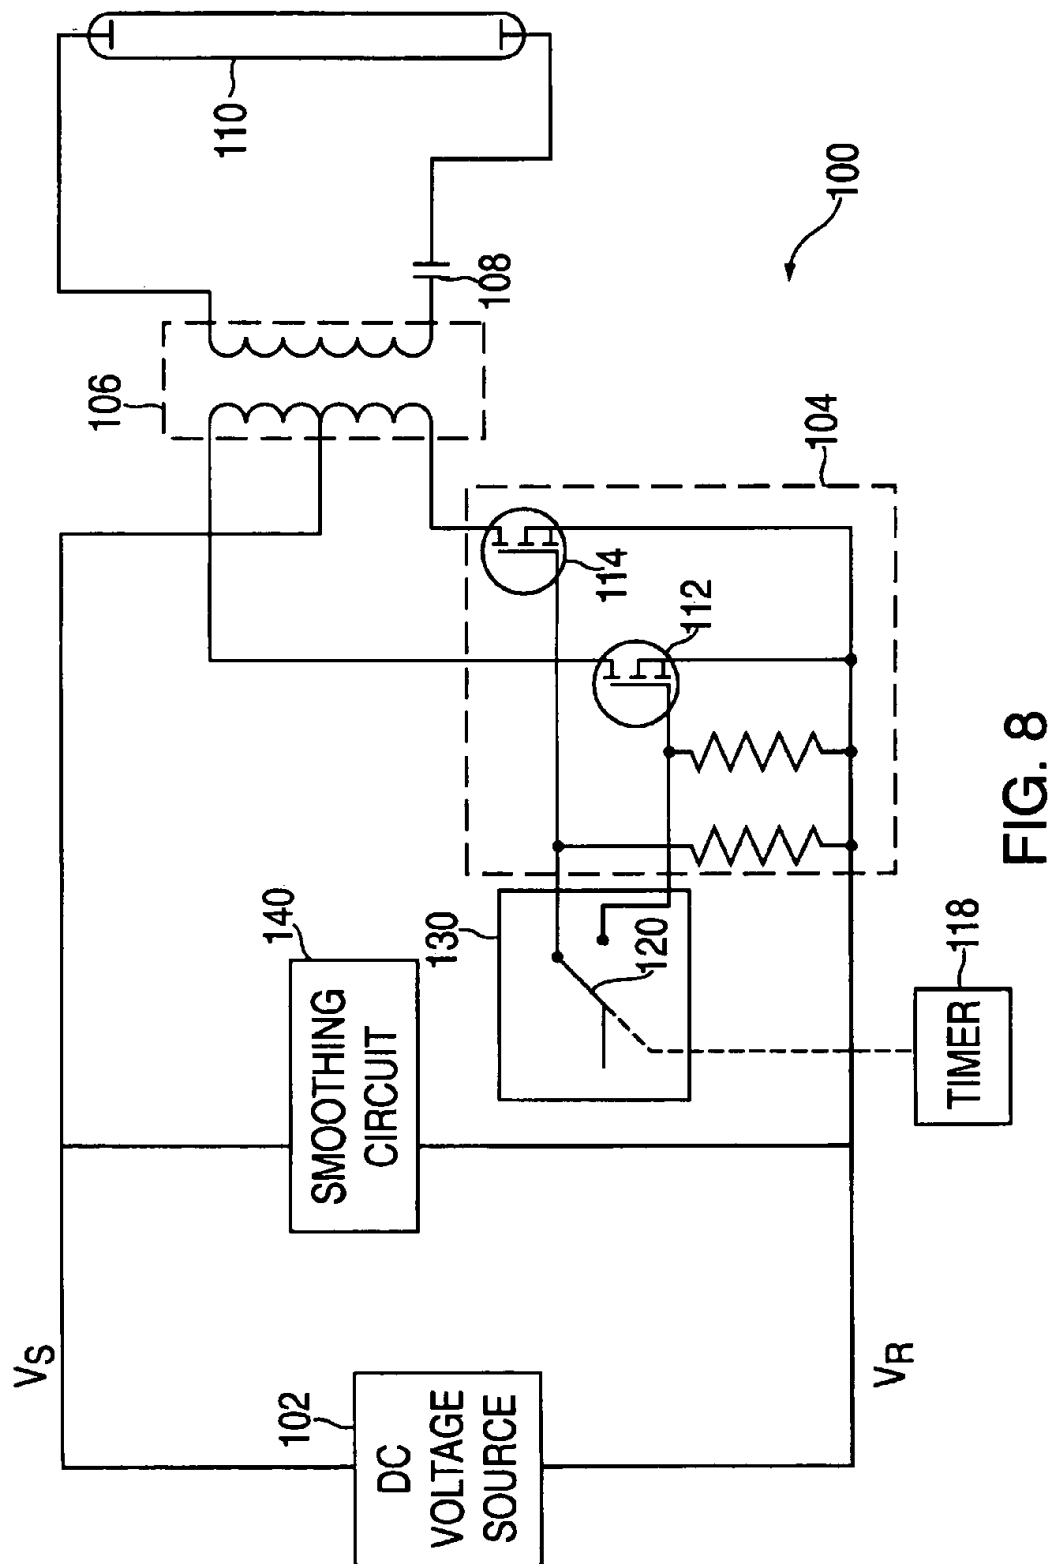 110
100
108
106
104
114
112
140
SMOOTHING
CIRCUIT
130
120
118
TIMER
VS
VR
102
DC
VOLTAGE
SOURCE
FIG. 8